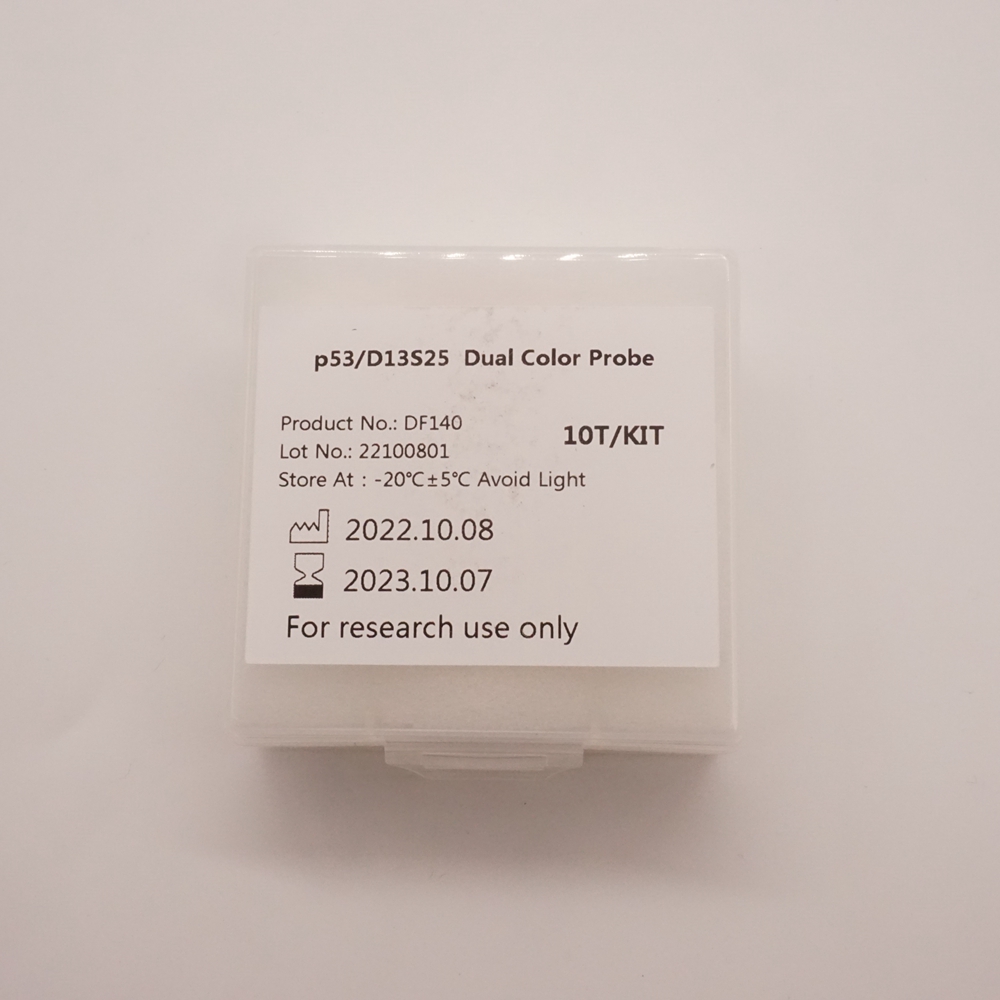 p53/D13S25 Dual Color Probe
Product No.: DF140
10T/KIT
Lot No.: 22100801
Store At : -20℃±5℃ Avoid Light
2022.10.08
2023.10.07
For research use only